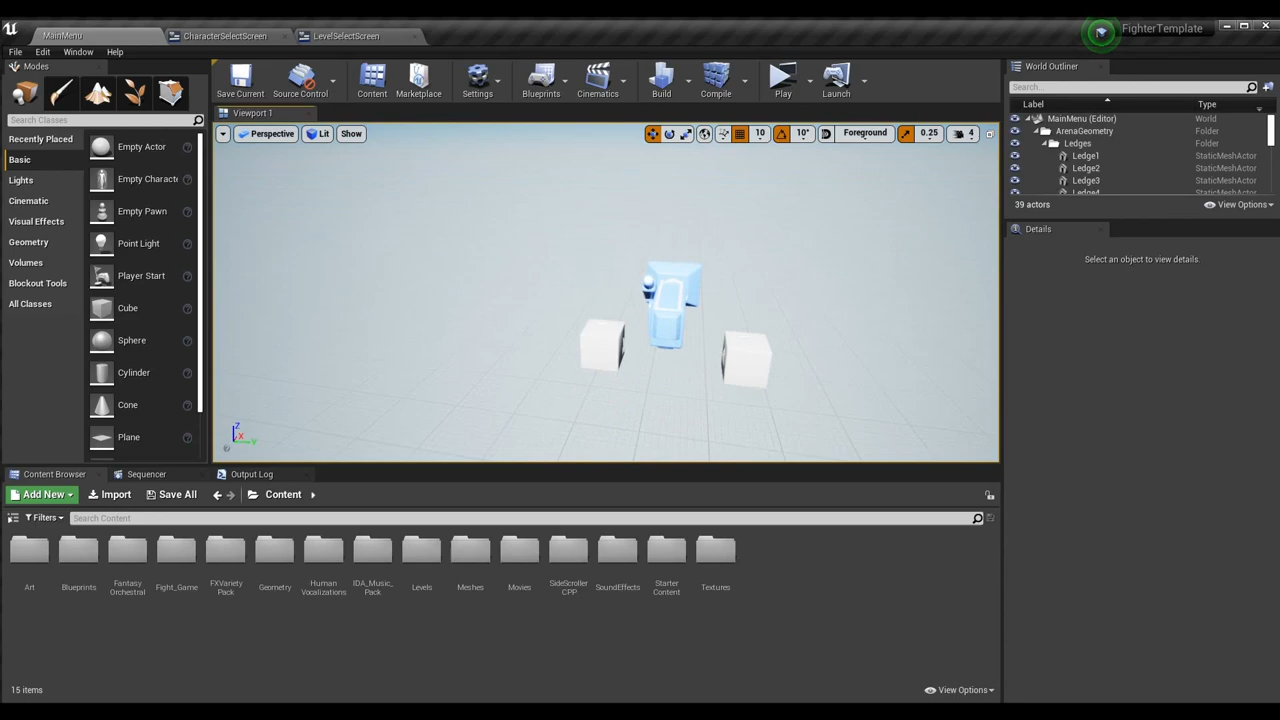 MainMenu
CharacterSelectScreen
LevelSelectScreen
FighterTemplate
File Edit Window Help
Modes
Search Classes
Recently Placed
Basic
Lights
Cinematic
Visual Effects
Geometry
Volumes
Blockout Tools
All Classes
Empty Actor
Empty Characte
Empty Pawn
Point Light
Player Start
Cube
Sphere
Cylinder
Cone
Plane
Save Current
Source Control
Content
Marketplace
Settings
Blueprints
Cinematics
Build
Compile
Play
Launch
Viewport 1
Perspective
Lit
Show
10
10°
Foreground
0.25
4
Z
X
Y
World Outliner
Search...
Label Type
MainMenu (Editor) World
ArenaGeometry Folder
Ledges Folder
Ledge1 StaticMeshActor
Ledge2 StaticMeshActor
Ledge3 StaticMeshActor
Ledge4 StaticMeshActor
39 actors
View Options
Details
Select an object to view details.
Content Browser
Sequencer
Output Log
Add New
Import
Save All
Content
Filters
Search Content
Art
Blueprints
Fantasy
Orchestral
Fight_Game
FXVariety
Pack
Geometry
Human
Vocalizations
IDA_Music_
Pack
Levels
Meshes
Movies
SideScroller
CPP
SoundEffects
Starter
Content
Textures
15 items
View Options